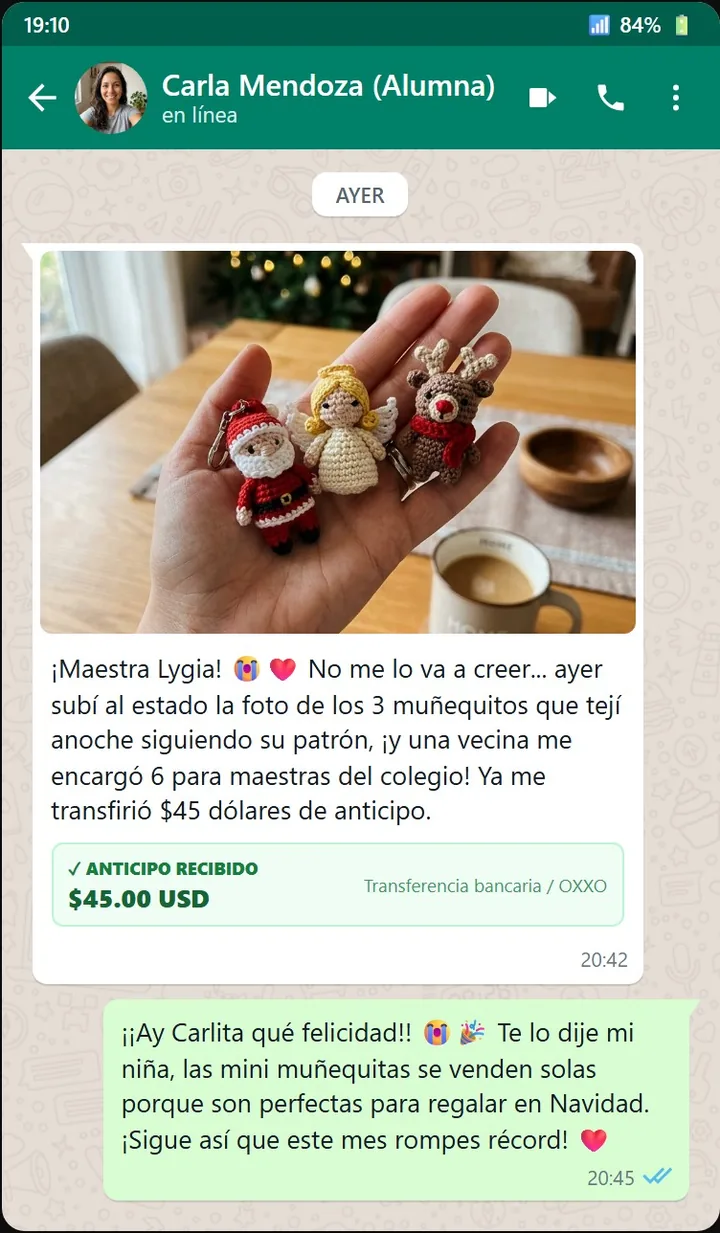 19:10
84%
Carla Mendoza (Alumna)
en línea
AYER
HOME
HOME
¡Maestra Lygia! 😭 ❤️ No me lo va a creer... ayer
subí al estado la foto de los 3 muñequitos que tejí
anoche siguiendo su patrón, ¡y una vecina me
encargó 6 para maestras del colegio! Ya me
transfirió $45 dólares de anticipo.
✓ ANTICIPO RECIBIDO
$45.00 USD
Transferencia bancaria / OXXO
20:42
¡¡Ay Carlita qué felicidad!! 😭 🎉 Te lo dije mi
niña, las mini muñequitas se venden solas
porque son perfectas para regalar en Navidad.
¡Sigue así que este mes rompes récord! ❤️
20:45